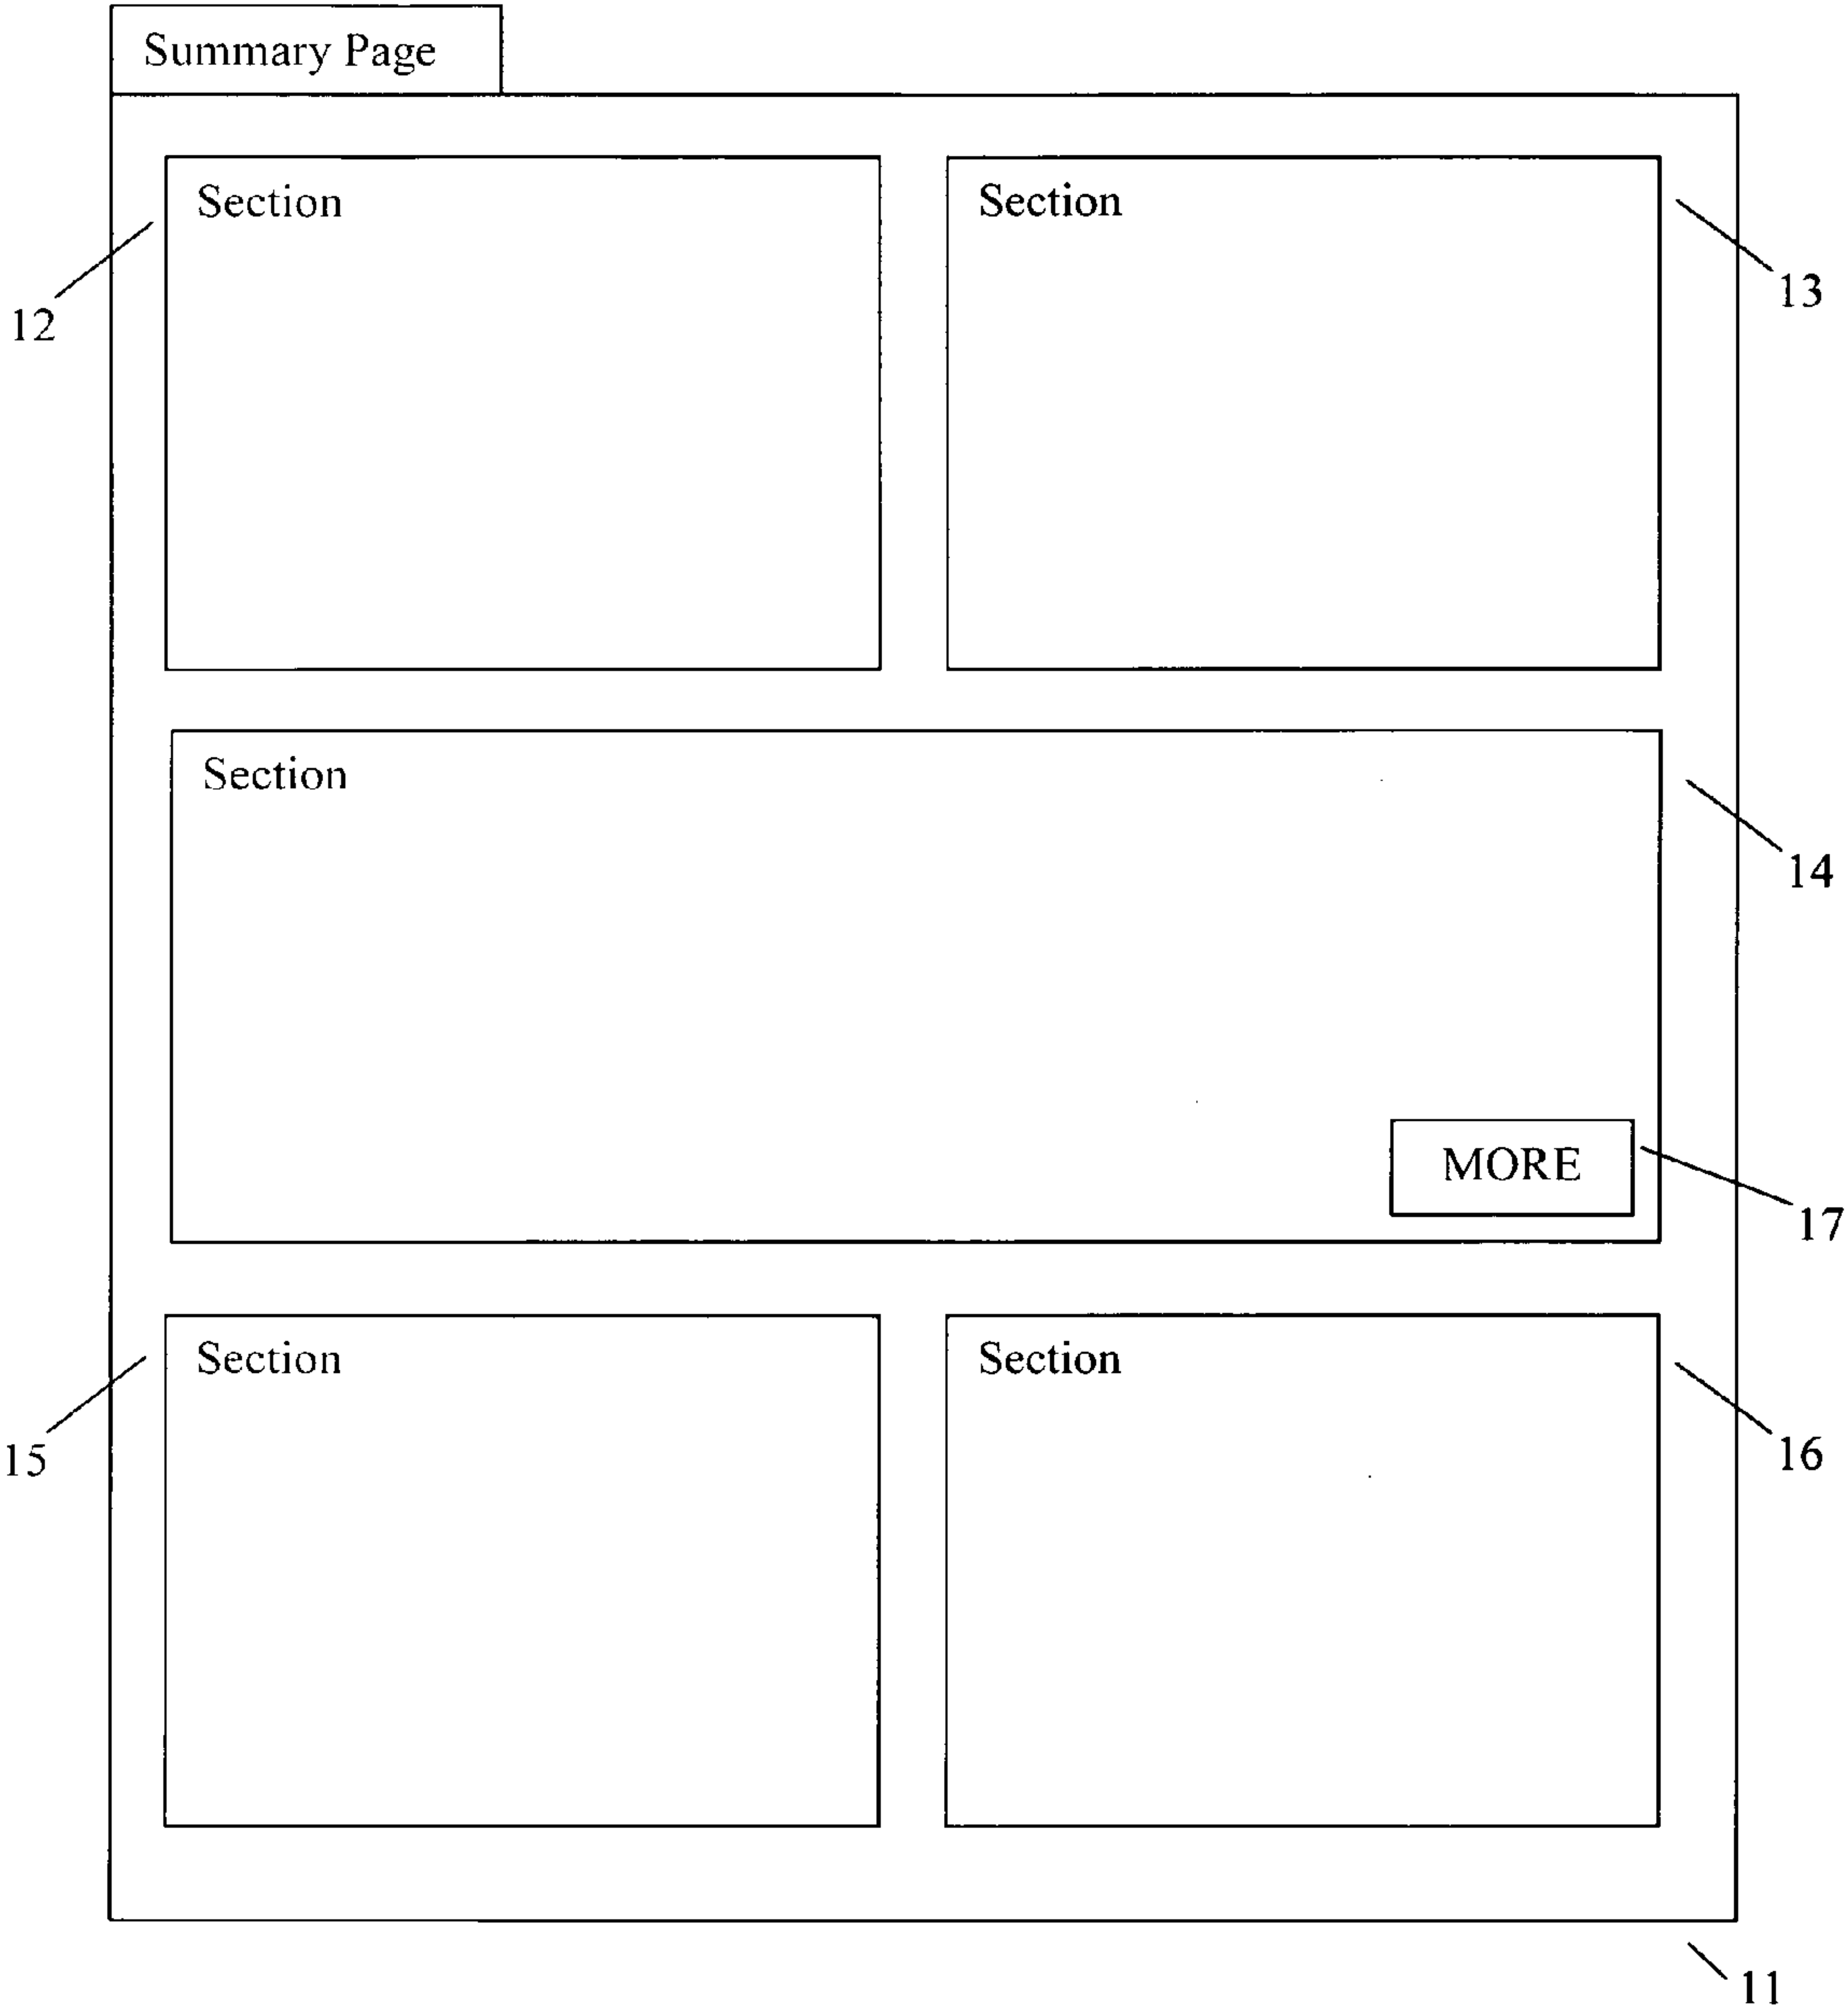 Summary Page
Section
Section
12
13
Section
14
MORE
17
Section
Section
15
16
11